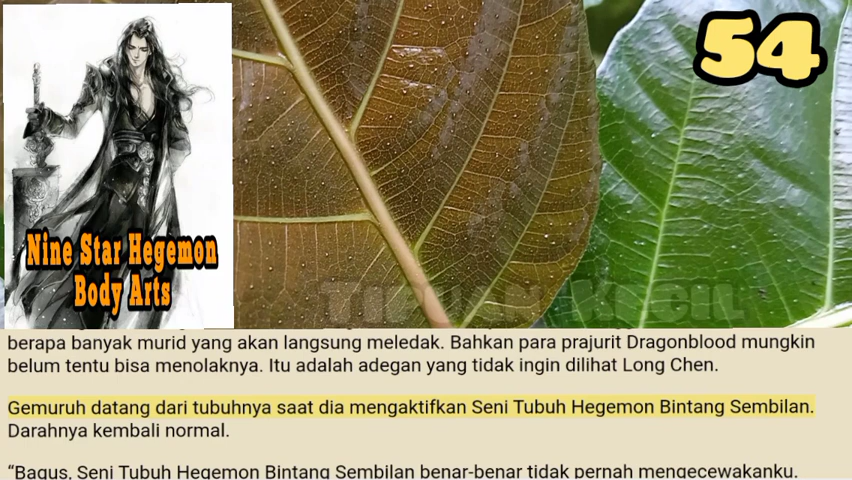 54
Nine Star Hegemon
Body Arts
TIPUAN KECIL
berapa banyak murid yang akan langsung meledak. Bahkan para prajurit Dragonblood mungkin
belum tentu bisa menolaknya. Itu adalah adegan yang tidak ingin dilihat Long Chen.
Gemuruh datang dari tubuhnya saat dia mengaktifkan Seni Tubuh Hegemon Bintang Sembilan.
Darahnya kembali normal.
“Bagus, Seni Tubuh Hegemon Bintang Sembilan benar-benar tidak pernah mengecewakanku.